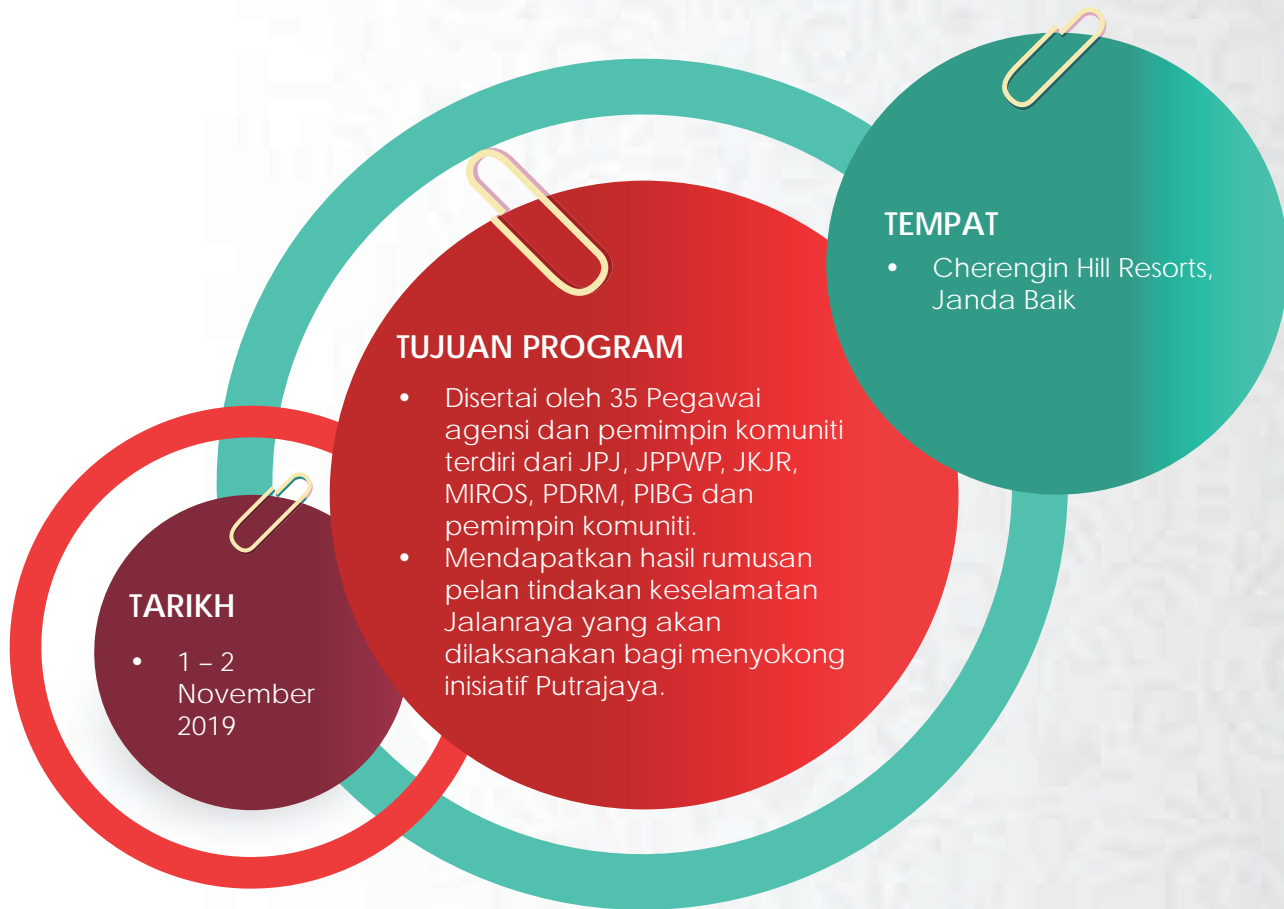 TARIKH
• 1 – 2
November
2019
TUJUAN PROGRAM
• Disertai oleh 35 Pegawai
agensi dan pemimpin komuniti
terdiri dari JPJ, JPPWP, JKJR,
MIROS, PDRM, PIBG dan
pemimpin komuniti.
• Mendapatkan hasil rumusan
pelan tindakan keselamatan
Jalanraya yang akan
dilaksanakan bagi menyokong
inisiatif Putrajaya.
TEMPAT
• Cherengin Hill Resorts,
Janda Baik